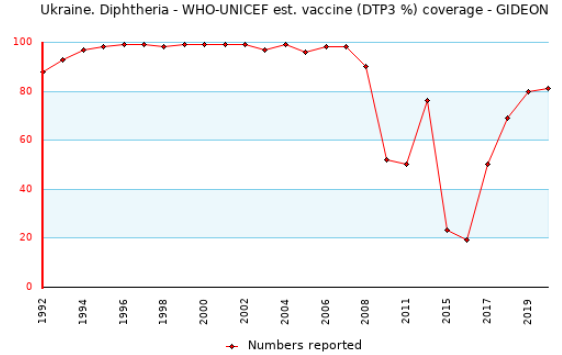 Ukraine. Diphtheria - WHO-UNICEF est. vaccine (DTP3 %) coverage - GIDEON
100
80
60
40
20
0
1992 1994 1996 1998 2000 2002 2004 2006 2008 2011 2015 2017 2019
Numbers reported